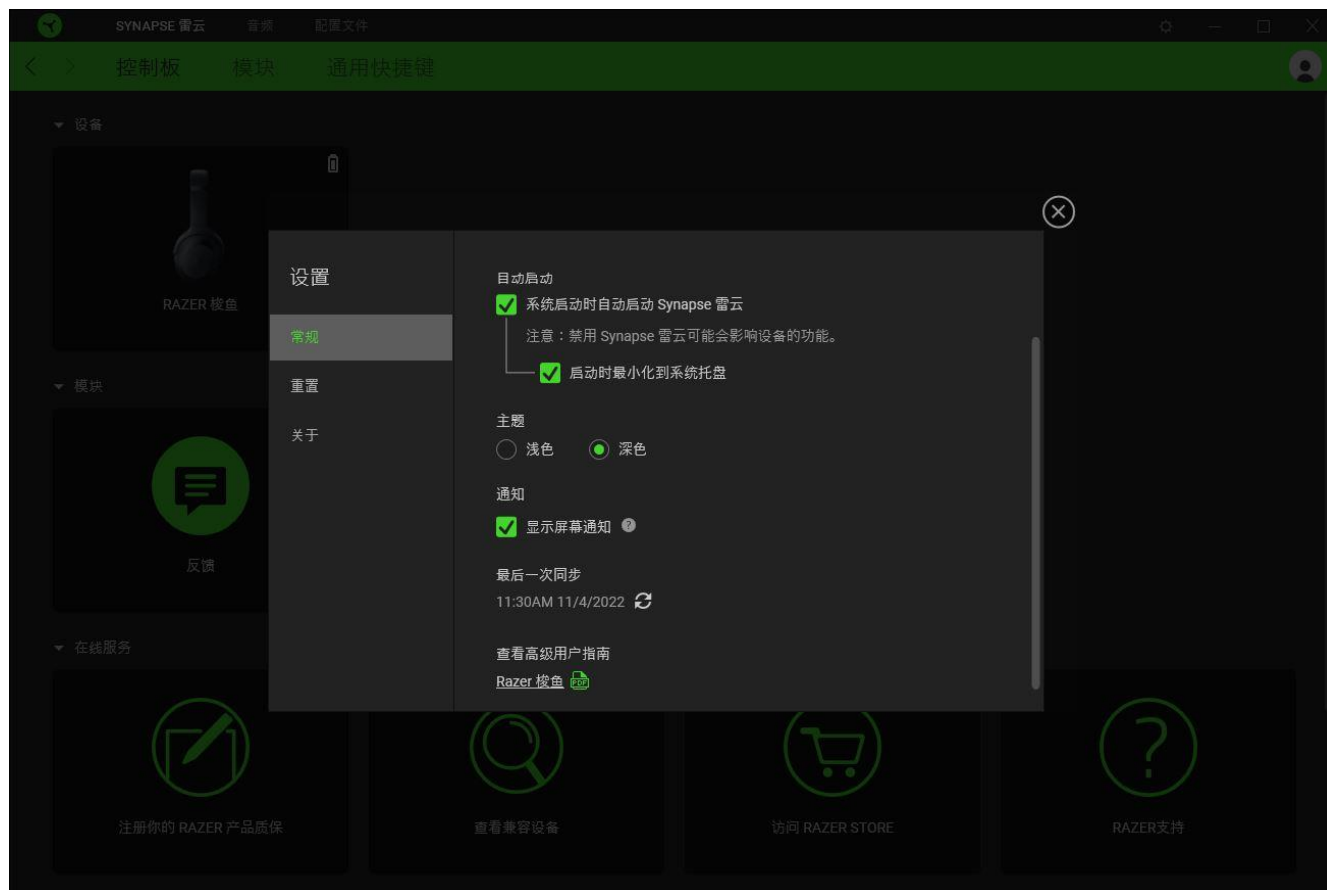 SYNAPSE 雷云 音频 配置文件
控制板 模块 通用快捷键
设备
RAZER 梭鱼
模块
反馈
在线服务
注册你的 RAZER 产品质保
查看兼容设备
访问 RAZER STORE
RAZER支持
设置
常规
重置
关于
自动启动
系统启动时自动启动 Synapse 雷云
注意：禁用 Synapse 雷云可能会影响设备的功能。
启动时最小化到系统托盘
主题
浅色 深色
通知
显示屏幕通知 ?
最后一次同步
11:30AM 11/4/2022
查看高级用户指南
Razer 梭鱼 PDF